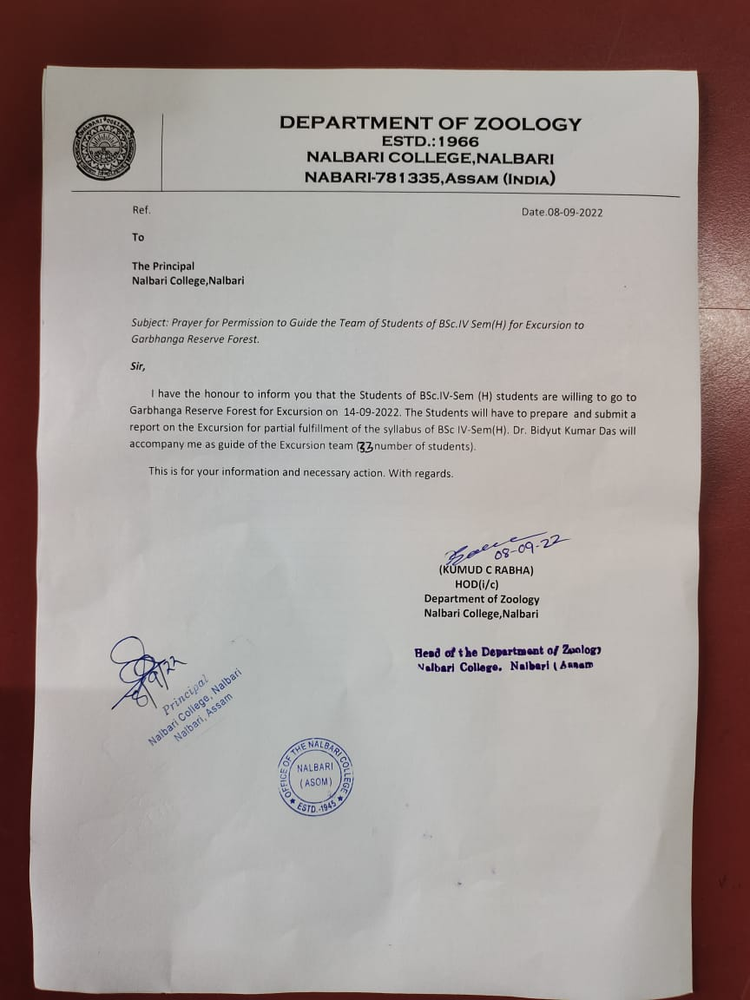 DEPARTMENT OF ZOOLOGY
ESTD.:1966
NALBARI COLLEGE,NALBARI
NABARI-781335,ASSAM (INDIA)
Ref.
Date.08-09-2022
To
The Principal
Nalbari College,Nalbari
Subject: Prayer for Permission to Guide the Team of Students of BSc.IV Sem(H) for Excursion to
Garbhanga Reserve Forest.
Sir,
I have the honour to inform you that the Students of BSc.IV-Sem (H) students are willing to go to
Garbhanga Reserve Forest for Excursion on 14-09-2022. The Students will have to prepare and submit a
report on the Excursion for partial fulfillment of the syllabus of BSc IV-Sem(H). Dr. Bidyut Kumar Das will
accompany me as guide of the Excursion team (33 number of students).
This is for your information and necessary action. With regards.
08-09-22
(KUMUD C RABHA)
HOD(i/c)
Department of Zoology
Nalbari College,Nalbari
Head of the Department of Zoology
Nalbari College. Nalbari (Assam
8/9/22
Principal
Nalbari College, Nalbari
Nalbari, Assam
OFFICE OF THE NALBARI COLLEGE
NALBARI
(ASOM)
ESTD.-1945